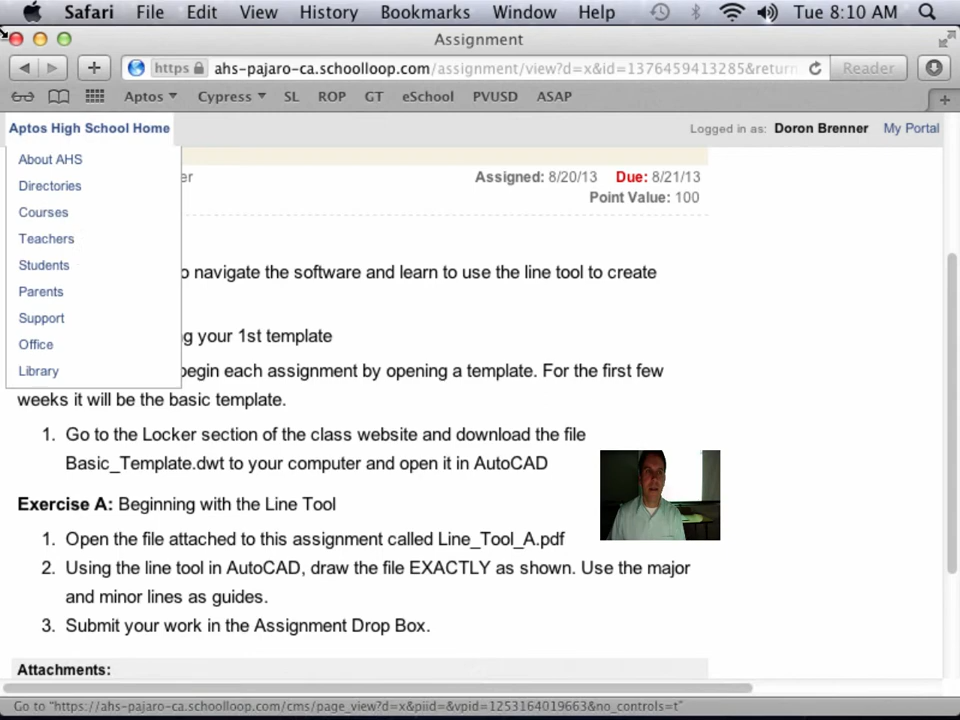 Safari File Edit View History Bookmarks Window Help Tue 8:10 AM
Assignment
https ahs-pajaro-ca.schoolloop.com/assignment/view?d=x&id=1376459413285&return Reader
Aptos Cypress SL ROP GT eSchool PVUSD ASAP
Aptos High School Home Logged in as: Doron Brenner My Portal
About AHS
Directories
Courses
Teachers
Students
Parents
Support
Office
Library
er Assigned: 8/20/13 Due: 8/21/13
Point Value: 100
o navigate the software and learn to use the line tool to create
g your 1st template
egin each assignment by opening a template. For the first few
weeks it will be the basic template.
1. Go to the Locker section of the class website and download the file
Basic_Template.dwt to your computer and open it in AutoCAD
Exercise A: Beginning with the Line Tool
1. Open the file attached to this assignment called Line_Tool_A.pdf
2. Using the line tool in AutoCAD, draw the file EXACTLY as shown. Use the major
and minor lines as guides.
3. Submit your work in the Assignment Drop Box.
Attachments:
Go to "https://ahs-pajaro-ca.schoolloop.com/cms/page_view?d=x&piid=&vpid=1253164019663&no_controls=t"